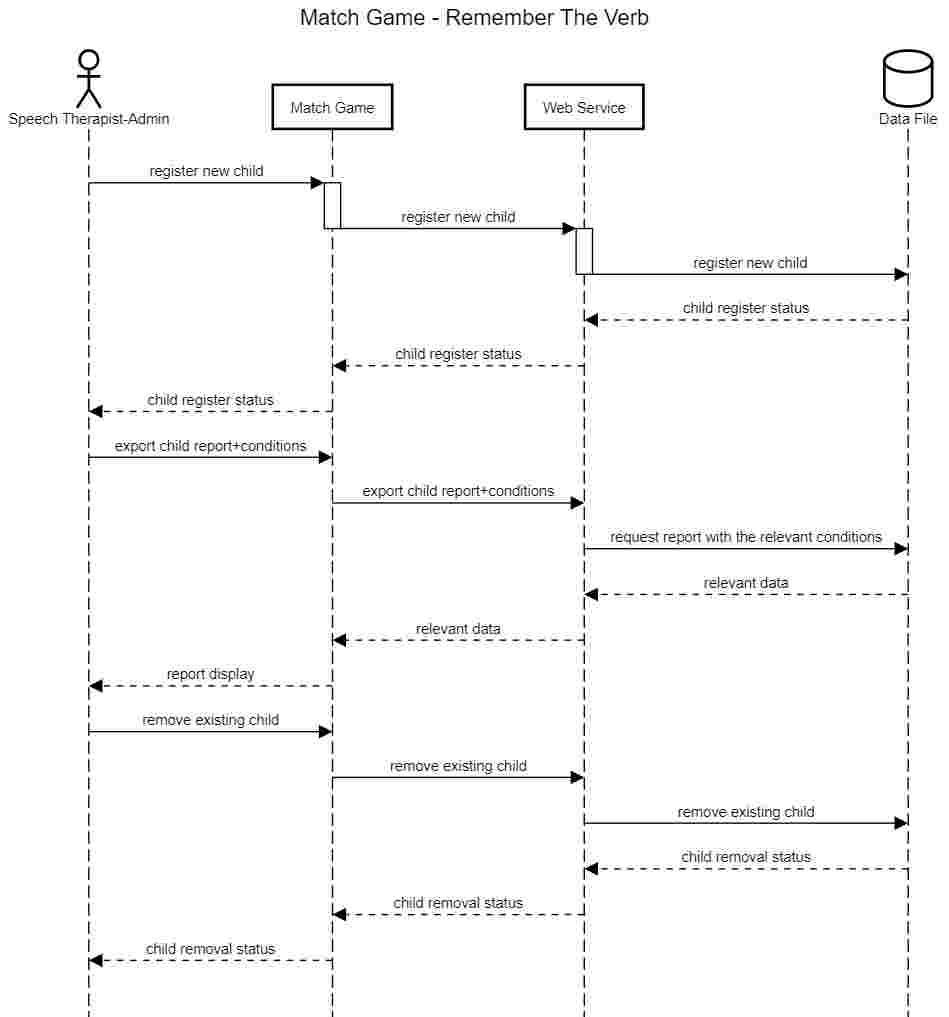 Match Game - Remember The Verb
Speech Therapist-Admin
Match Game
Web Service
Data File
register new child
register new child
register new child
child register status
child register status
child register status
export child report+conditions
export child report+conditions
request report with the relevant conditions
relevant data
relevant data
report display
remove existing child
remove existing child
remove existing child
child removal status
child removal status
child removal status